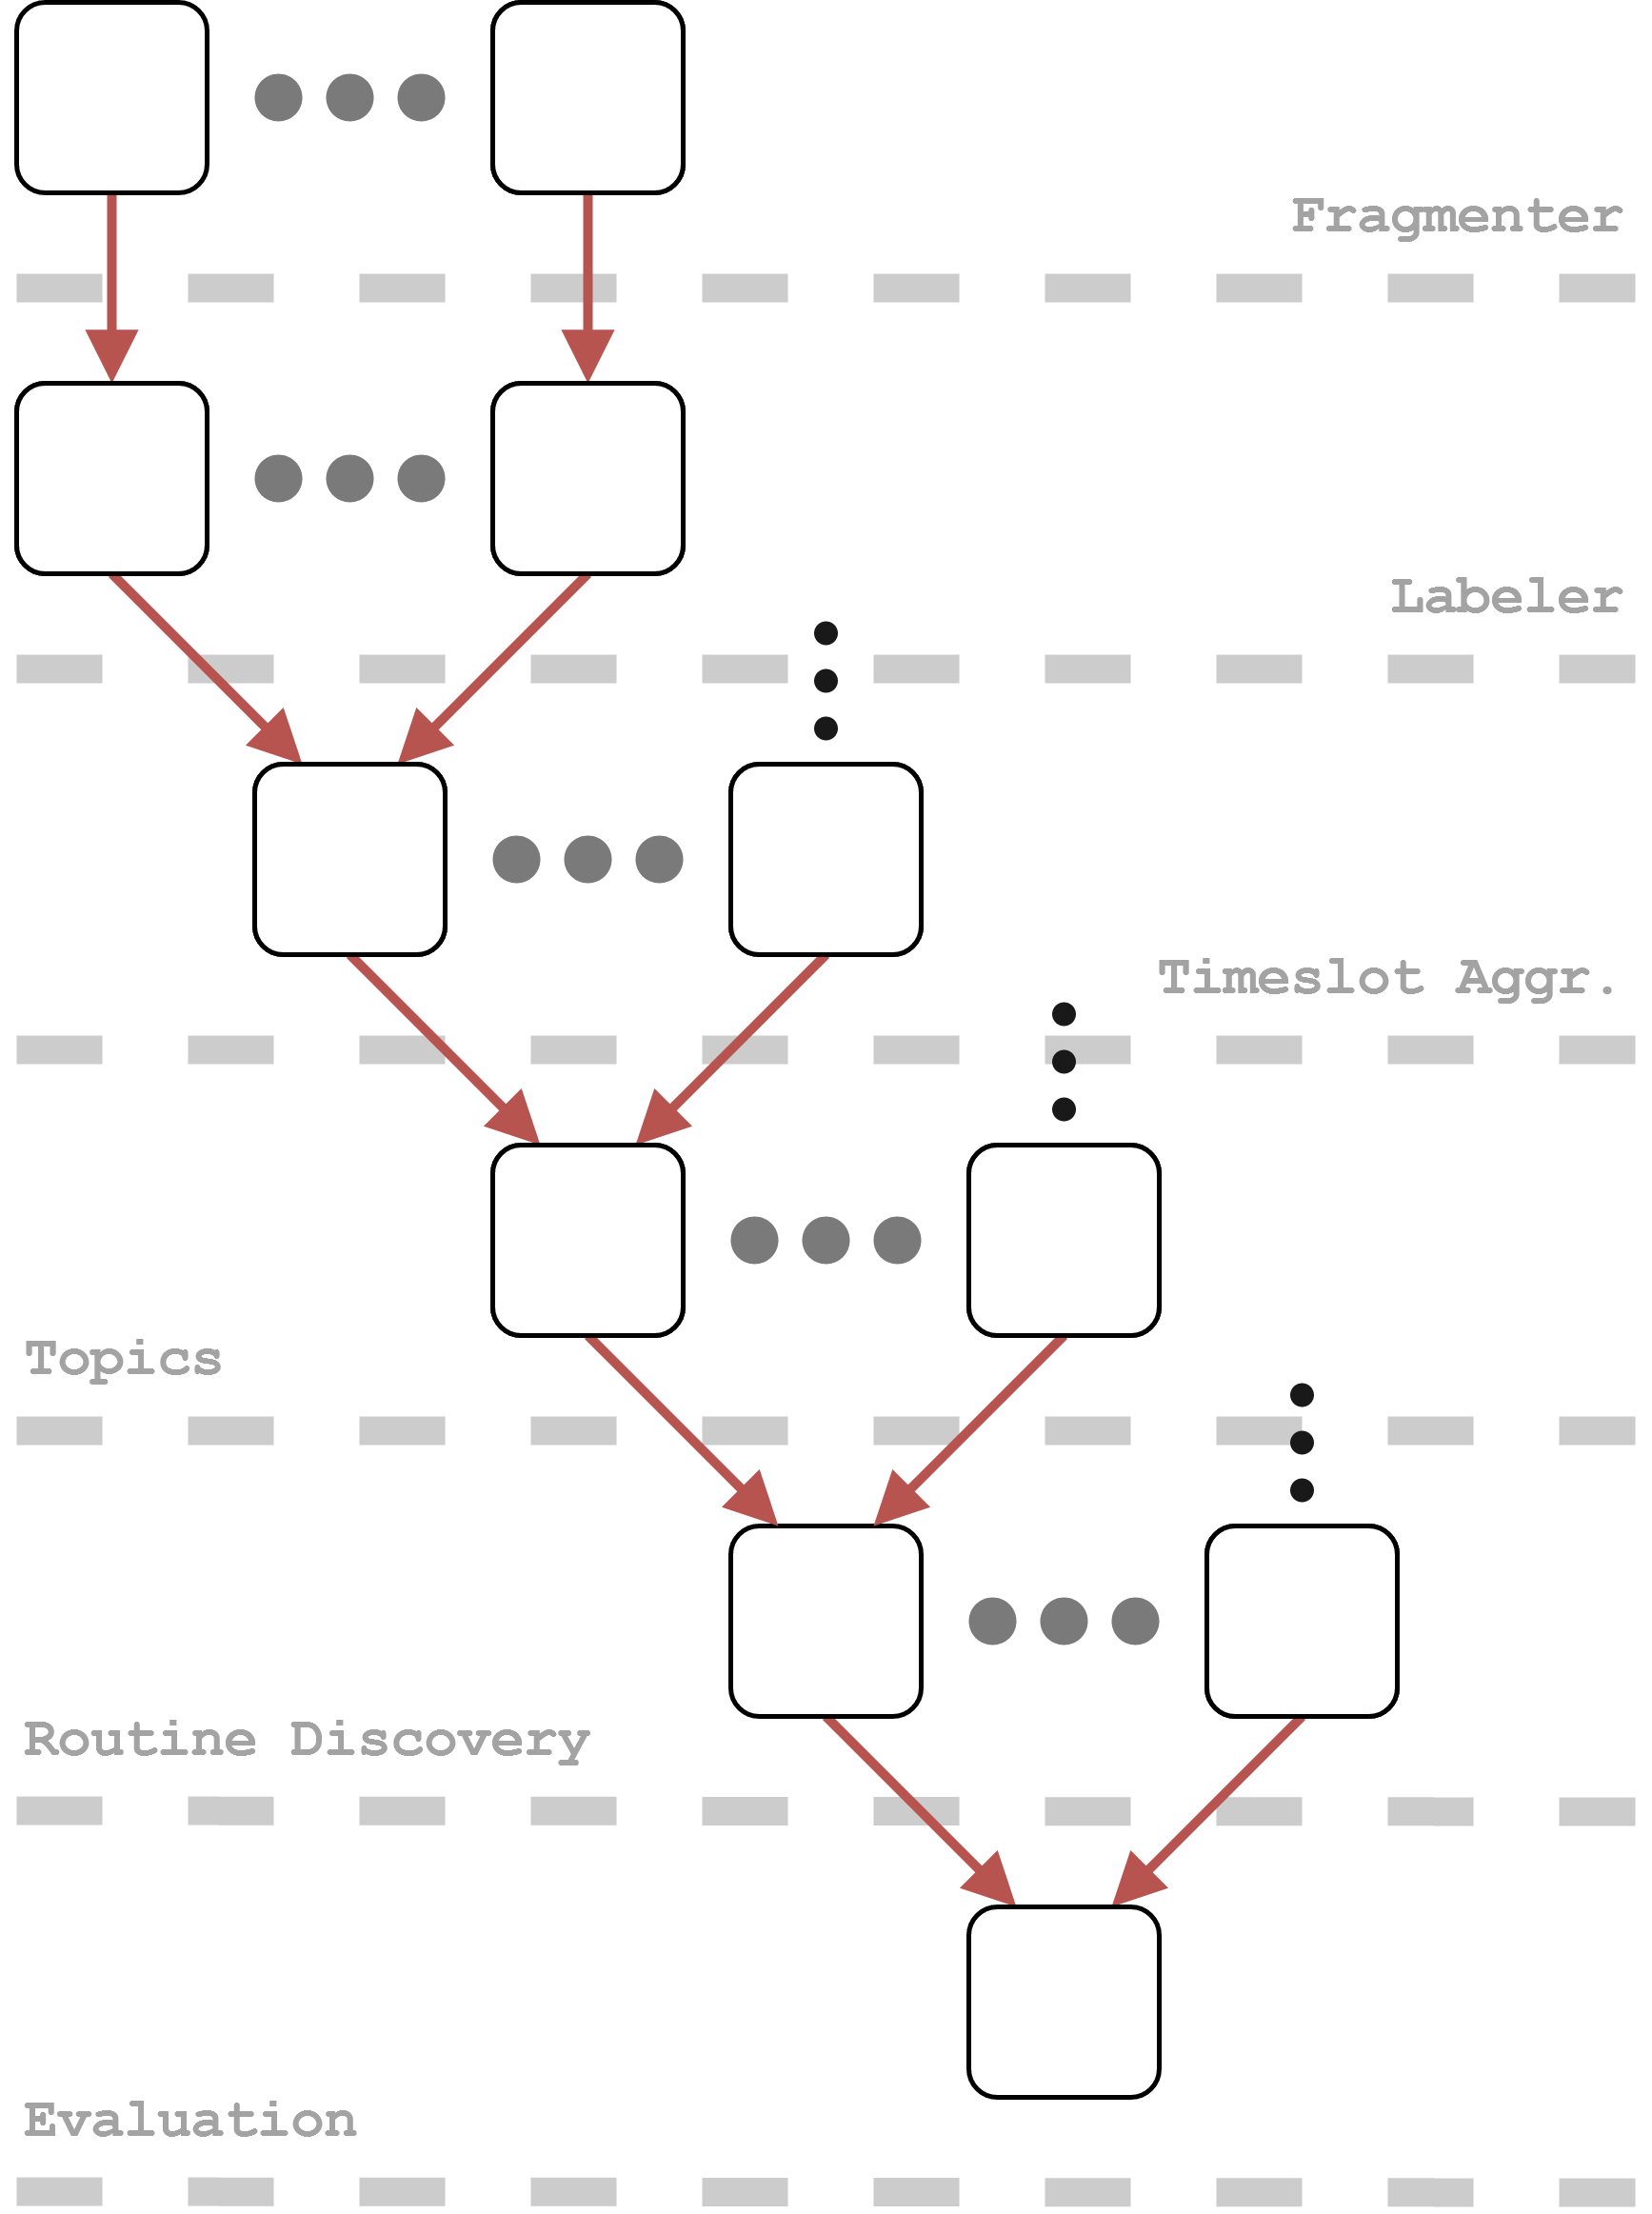 Fragmenter
Labeler
Timeslot Aggr.
Topics
Routine Discovery
Evaluation